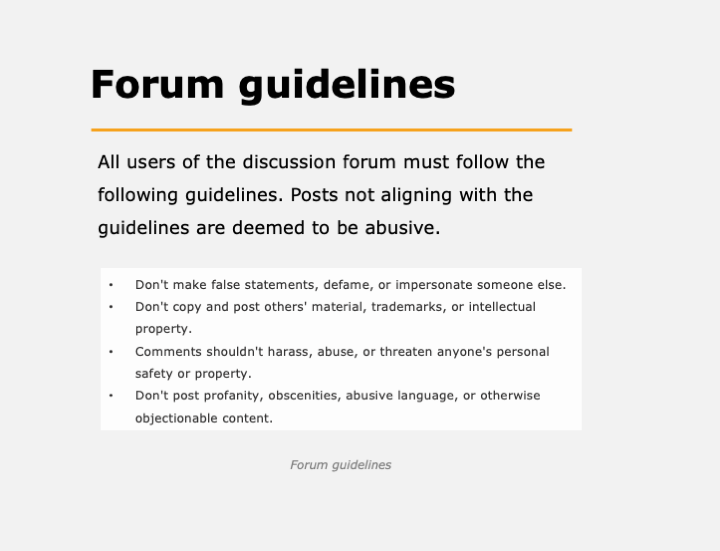 Forum guidelines
All users of the discussion forum must follow the
following guidelines. Posts not aligning with the
guidelines are deemed to be abusive.
• Don't make false statements, defame, or impersonate someone else.
• Don't copy and post others' material, trademarks, or intellectual
property.
• Comments shouldn't harass, abuse, or threaten anyone's personal
safety or property.
• Don't post profanity, obscenities, abusive language, or otherwise
objectionable content.
Forum guidelines